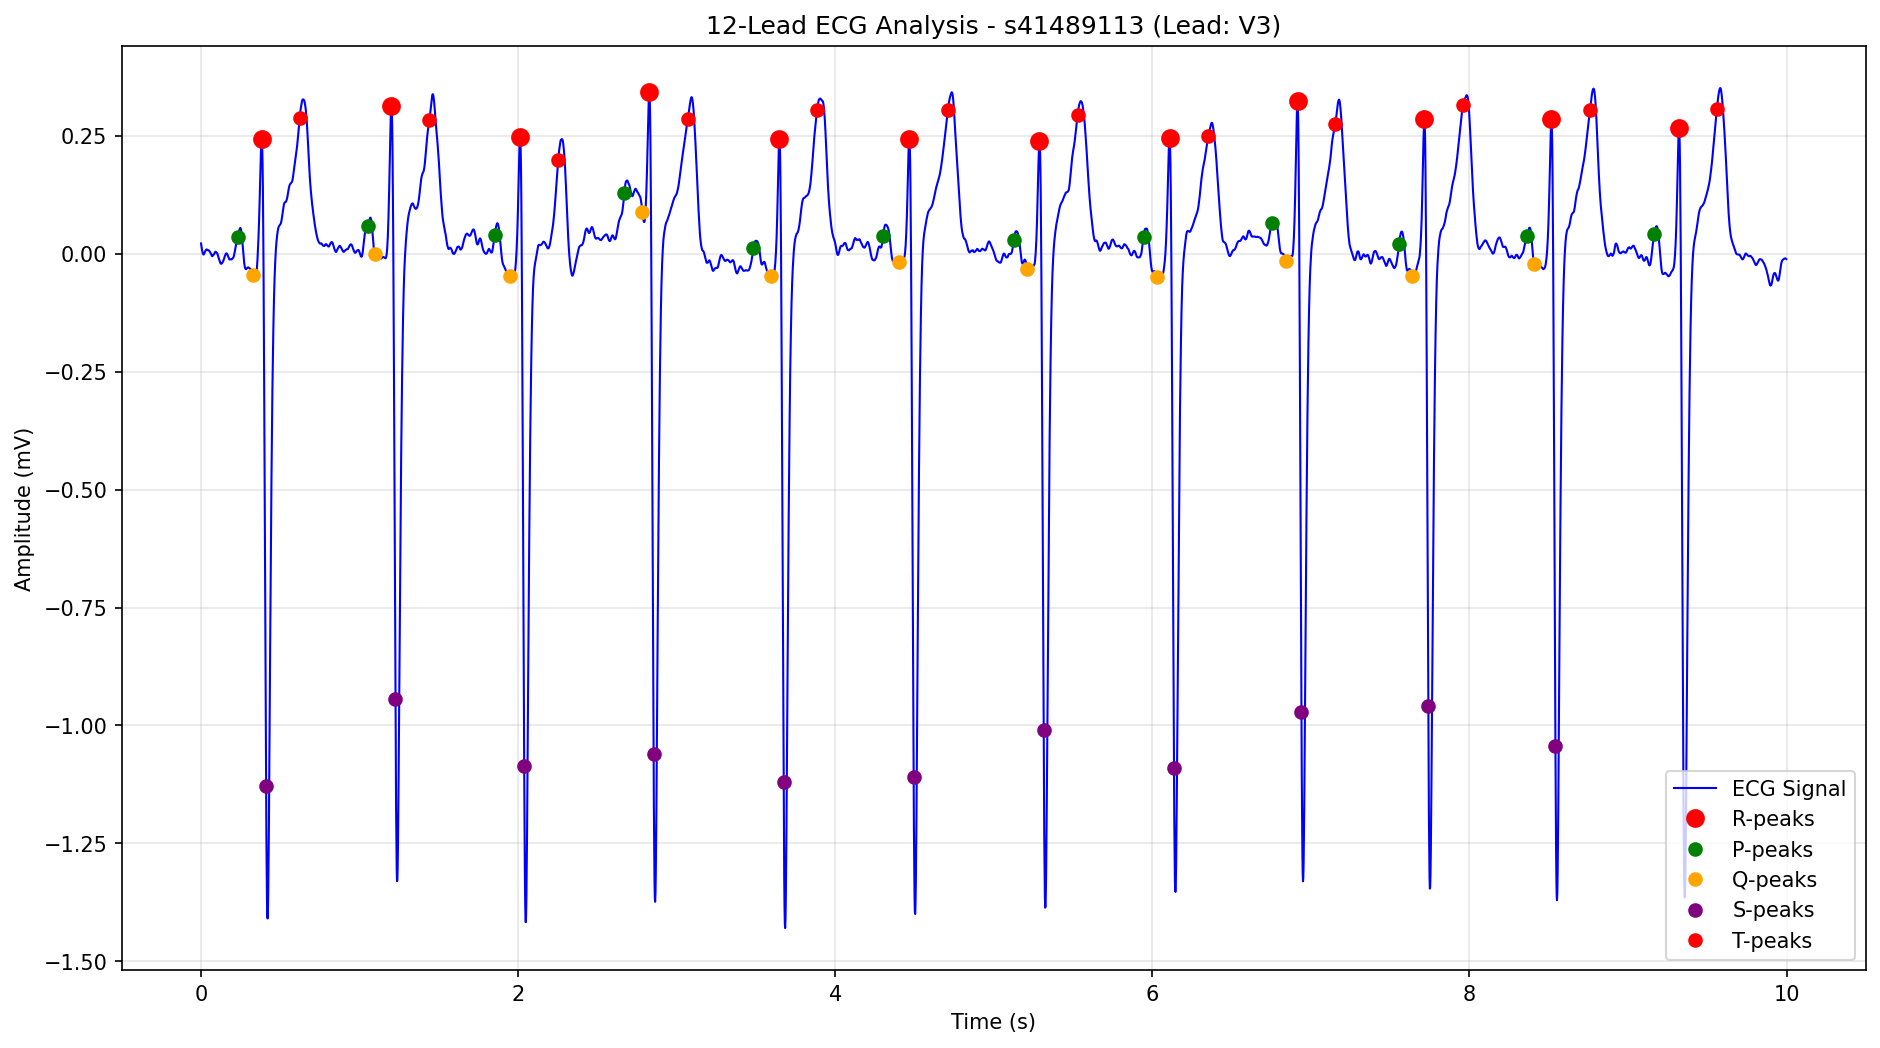 12-Lead ECG Analysis - s41489113 (Lead: V3)
0.25
0.00
−0.25
−0.50
−0.75
−1.00
−1.25
−1.50
Amplitude (mV)
0 2 4 6 8 10
Time (s)
ECG Signal
R-peaks
P-peaks
Q-peaks
S-peaks
T-peaks